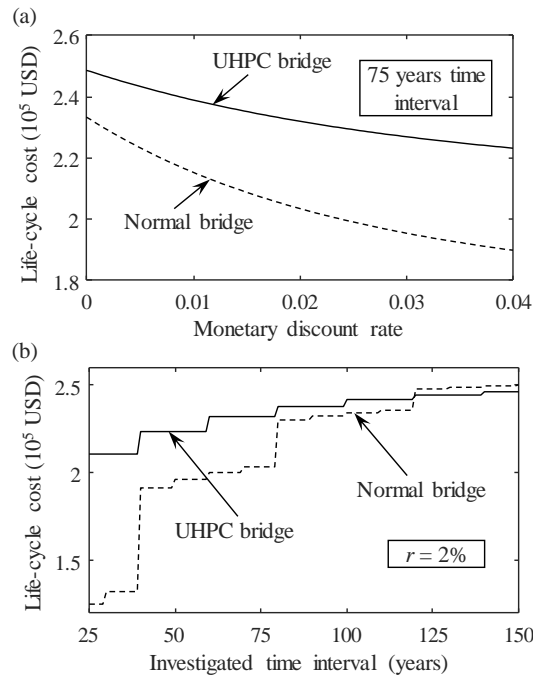 (a)
2.6
2.4
2.2
2
1.8
Life-cycle cost (10⁵ USD)
UHPC bridge
75 years time
interval
Normal bridge
0
0.01
0.02
0.03
0.04
Monetary discount rate
(b)
2.5
2
1.5
Life-cycle cost (10⁵ USD)
Normal bridge
UHPC bridge
r = 2%
25
50
75
100
125
150
Investigated time interval (years)